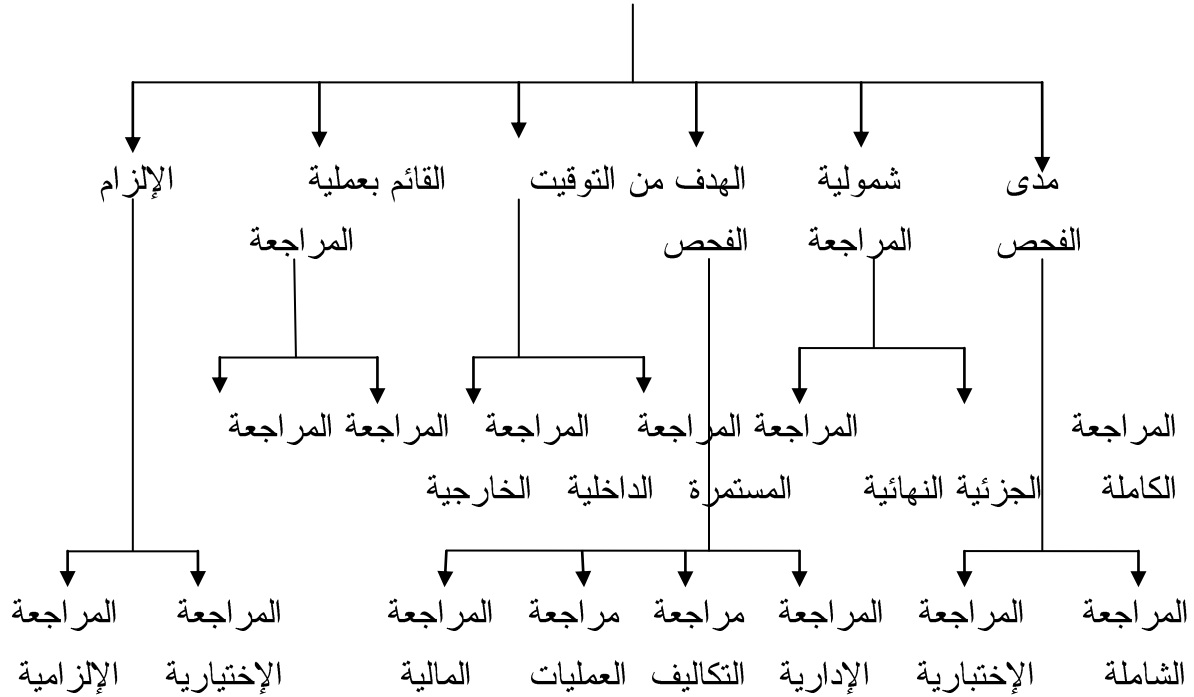 مدى شمولية الهدف من التوقيت القائم بعملية الإلزام
الفحص المراجعة الفحص المراجعة
المراجعة المراجعة المراجعة المراجعة المراجعة المراجعة
الكاملة الجزئية النهائية المستمرة الداخلية الخارجية
المراجعة المراجعة المراجعة مراجعة مراجعة المراجعة المراجعة المراجعة
الشاملة الإختبارية الإدارية التكاليف العمليات المالية الإختيارية الإلزامية